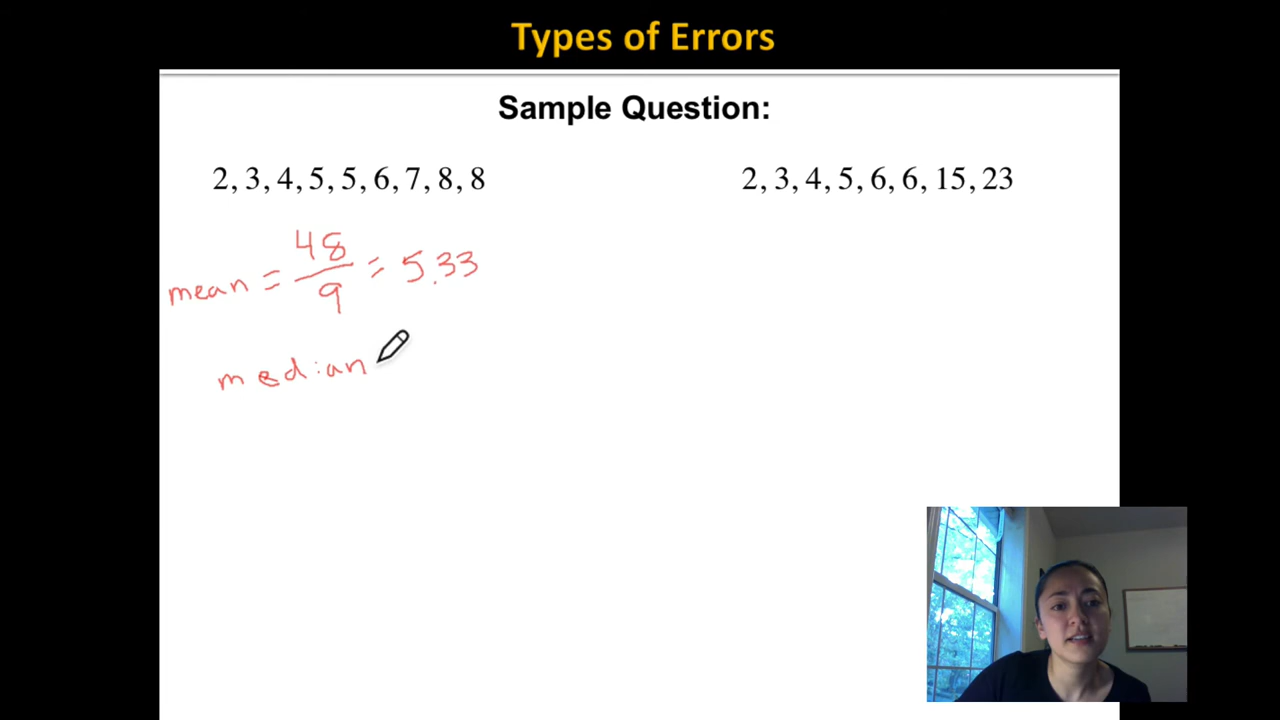 Types of Errors
Sample Question:
2, 3, 4, 5, 5, 6, 7, 8, 8
2, 3, 4, 5, 6, 6, 15, 23
mean = 48/9 = 5.33
median